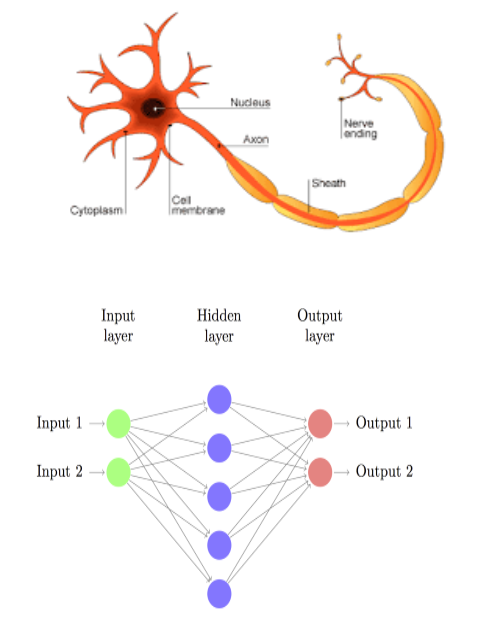 Nucleus
Axon
Nerve
ending
Sheath
Cell
membrane
Cytoplasm
Input
layer
Hidden
layer
Output
layer
Input 1
Output 1
Input 2
Output 2